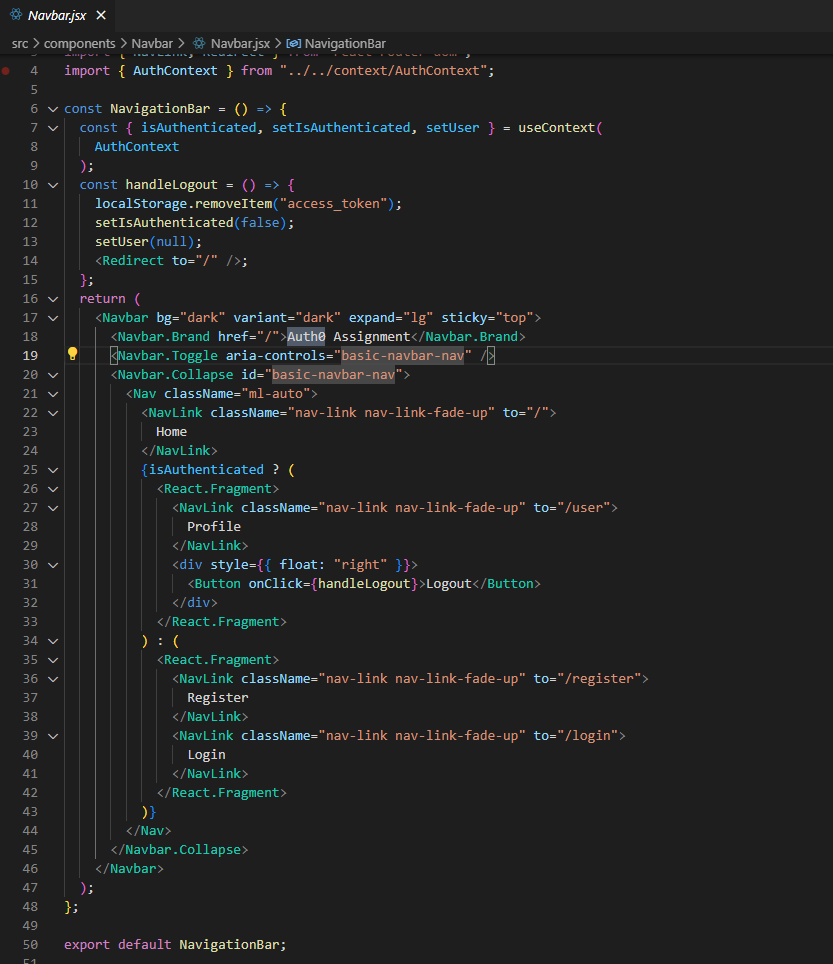 Navbar.jsx
src > components > Navbar > Navbar.jsx > NavigationBar
4 import { AuthContext } from "../../context/AuthContext";
5
6 const NavigationBar = () => {
7 const { isAuthenticated, setIsAuthenticated, setUser } = useContext(
8 AuthContext
9 );
10 const handleLogout = () => {
11 localStorage.removeItem("access_token");
12 setIsAuthenticated(false);
13 setUser(null);
14 <Redirect to="/" />;
15 };
16 return (
17 <Navbar bg="dark" variant="dark" expand="lg" sticky="top">
18 <Navbar.Brand href="/">Auth0 Assignment</Navbar.Brand>
19 <Navbar.Toggle aria-controls="basic-navbar-nav" />
20 <Navbar.Collapse id="basic-navbar-nav">
21 <Nav className="ml-auto">
22 <NavLink className="nav-link nav-link-fade-up" to="/">
23 Home
24 </NavLink>
25 {isAuthenticated ? (
26 <React.Fragment>
27 <NavLink className="nav-link nav-link-fade-up" to="/user">
28 Profile
29 </NavLink>
30 <div style={{ float: "right" }}>
31 <Button onClick={handleLogout}>Logout</Button>
32 </div>
33 </React.Fragment>
34 ) : (
35 <React.Fragment>
36 <NavLink className="nav-link nav-link-fade-up" to="/register">
37 Register
38 </NavLink>
39 <NavLink className="nav-link nav-link-fade-up" to="/login">
40 Login
41 </NavLink>
42 </React.Fragment>
43 )}
44 </Nav>
45 </Navbar.Collapse>
46 </Navbar>
47 );
48 };
49
50 export default NavigationBar;